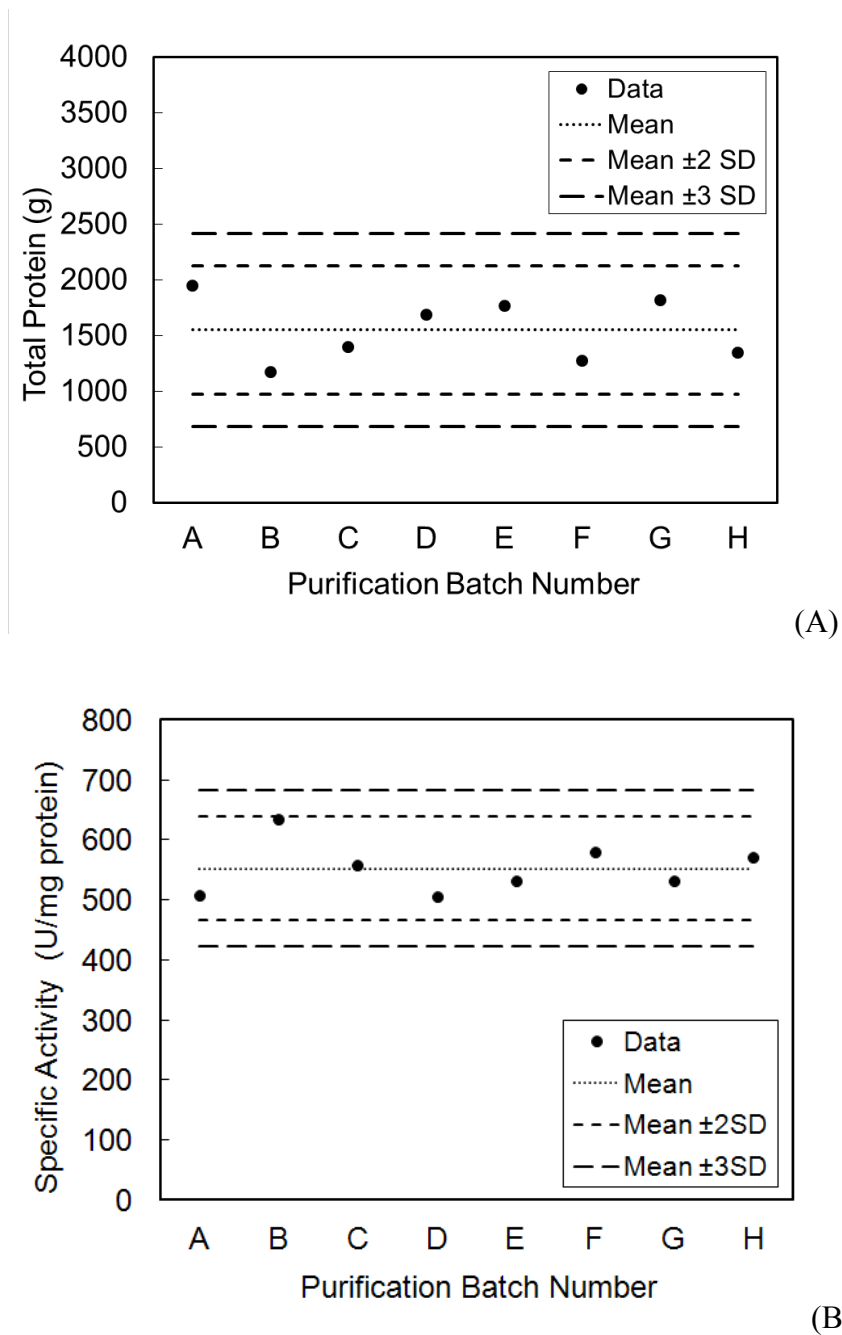 4000
3500
3000
2500
2000
1500
1000
500
0
Total Protein (g)
Data
Mean
Mean ±2 SD
Mean ±3 SD
A B C D E F G H
Purification Batch Number
(A)
800
700
600
500
400
300
200
100
0
Specific Activity (U/mg protein)
Data
Mean
Mean ±2SD
Mean ±3SD
A B C D E F G H
Purification Batch Number
(B